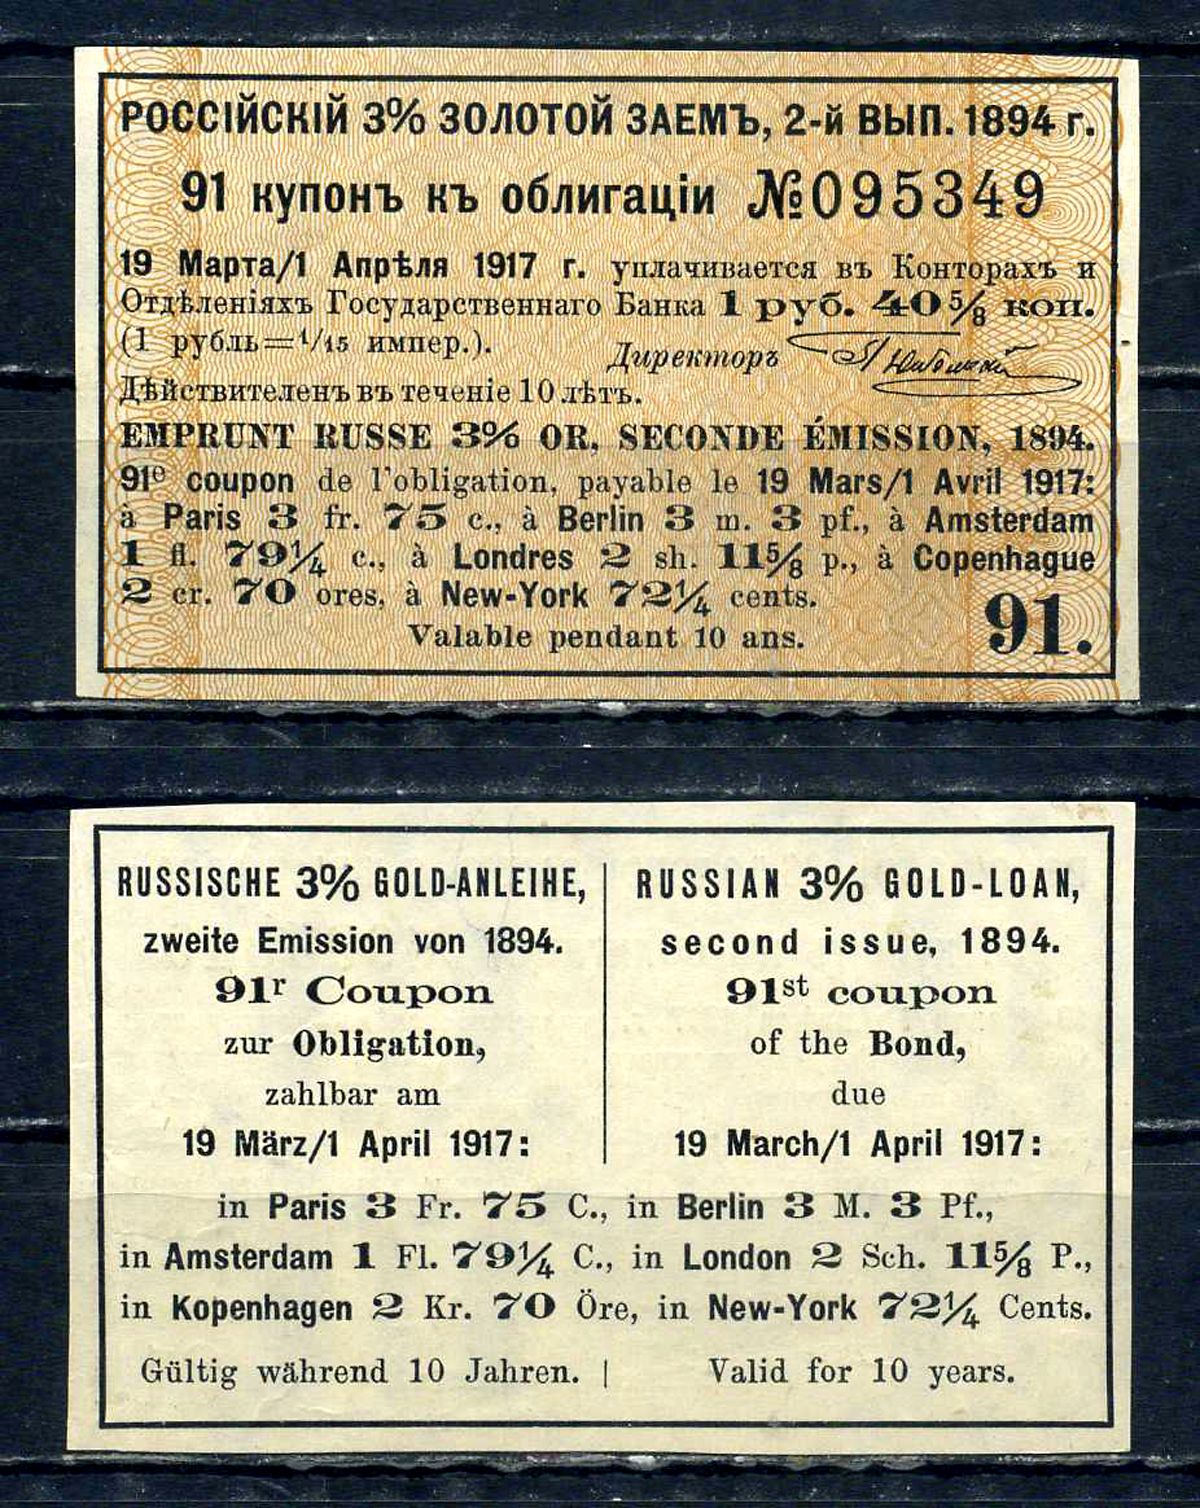 РОССІЙСКІЙ 3% ЗОЛОТОЙ ЗАЕМЪ, 2-й ВЫП. 1894 г.
91 купонъ къ облигаціи №095349
19 Марта/1 Апрѣля 1917 г. уплачивается въ Конторахъ и
Отдѣленіяхъ Государственнаго Банка 1 руб. 40⅝ коп.
(1 рубль=1/15 импер.). Директоръ
Дѣйствителенъ въ теченіе 10 лѣтъ.
EMPRUNT RUSSE 3% OR, SECONDE ÉMISSION, 1894.
91e coupon de l'obligation, payable le 19 Mars/1 Avril 1917:
à Paris 3 fr. 75 c., à Berlin 3 m. 3 pf., à Amsterdam
1 fl. 79¼ c., à Londres 2 sh. 11⅝ p., à Copenhague
2 cr. 70 ores, à New-York 72¼ cents.
Valable pendant 10 ans.
91.
RUSSISCHE 3% GOLD-ANLEIHE,
zweite Emission von 1894.
91r Coupon
zur Obligation,
zahlbar am
19 März/1 April 1917:
RUSSIAN 3% GOLD-LOAN,
second issue, 1894.
91st coupon
of the Bond,
due
19 March/1 April 1917:
in Paris 3 Fr. 75 C., in Berlin 3 M. 3 Pf.,
in Amsterdam 1 Fl. 79¼ C., in London 2 Sch. 11⅝ P.,
in Kopenhagen 2 Kr. 70 Öre, in New-York 72¼ Cents.
Gültig während 10 Jahren. | Valid for 10 years.